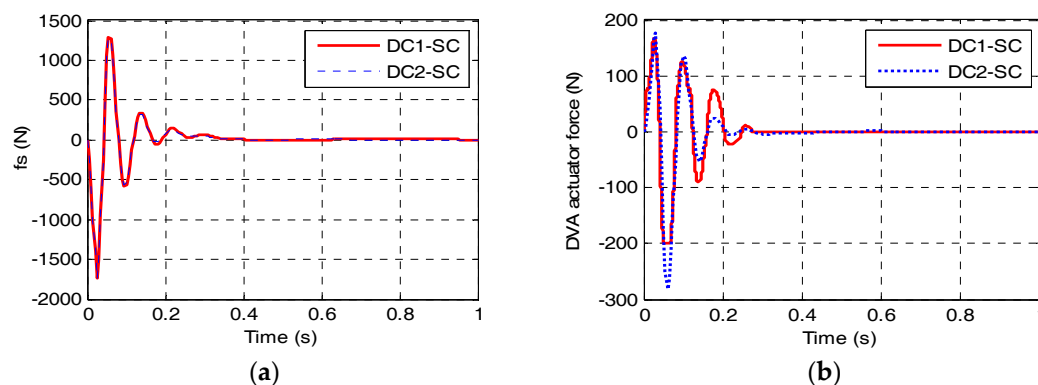 1500
1000
500
0
-500
-1000
-1500
-2000
fs (N)
0
0.2
0.4
0.6
0.8
1
Time (s)
DC1-SC
DC2-SC
(a)
200
100
0
-100
-200
-300
DVA actuator force (N)
0
0.2
0.4
0.6
0.8
1
Time (s)
DC1-SC
DC2-SC
(b)